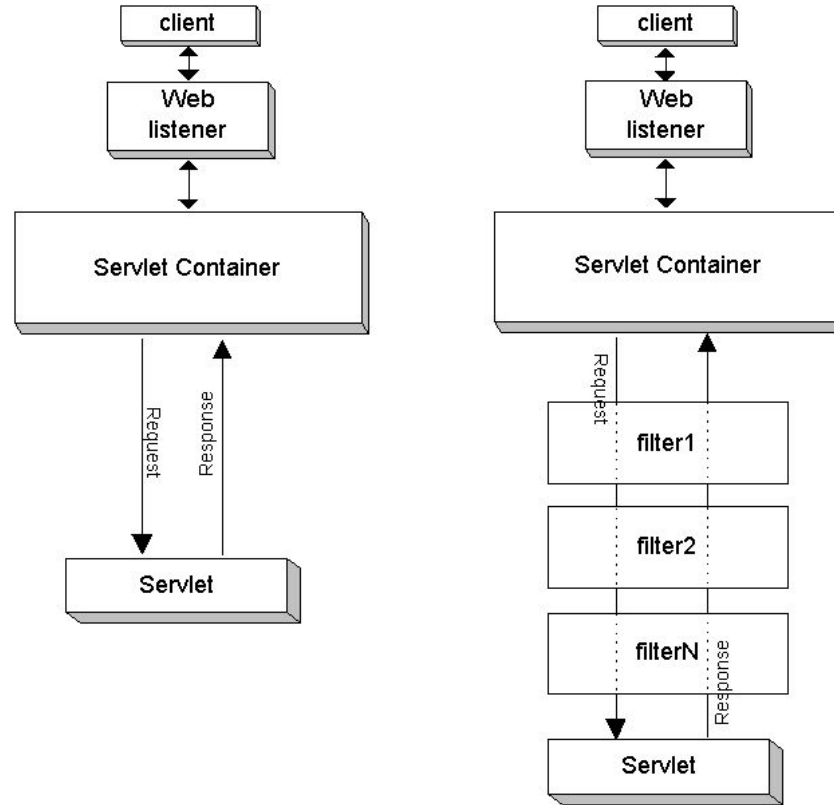 client
Web
listener
Servlet Container
Request
Response
Servlet
client
Web
listener
Servlet Container
Request
filter1
filter2
filterN
Response
Servlet